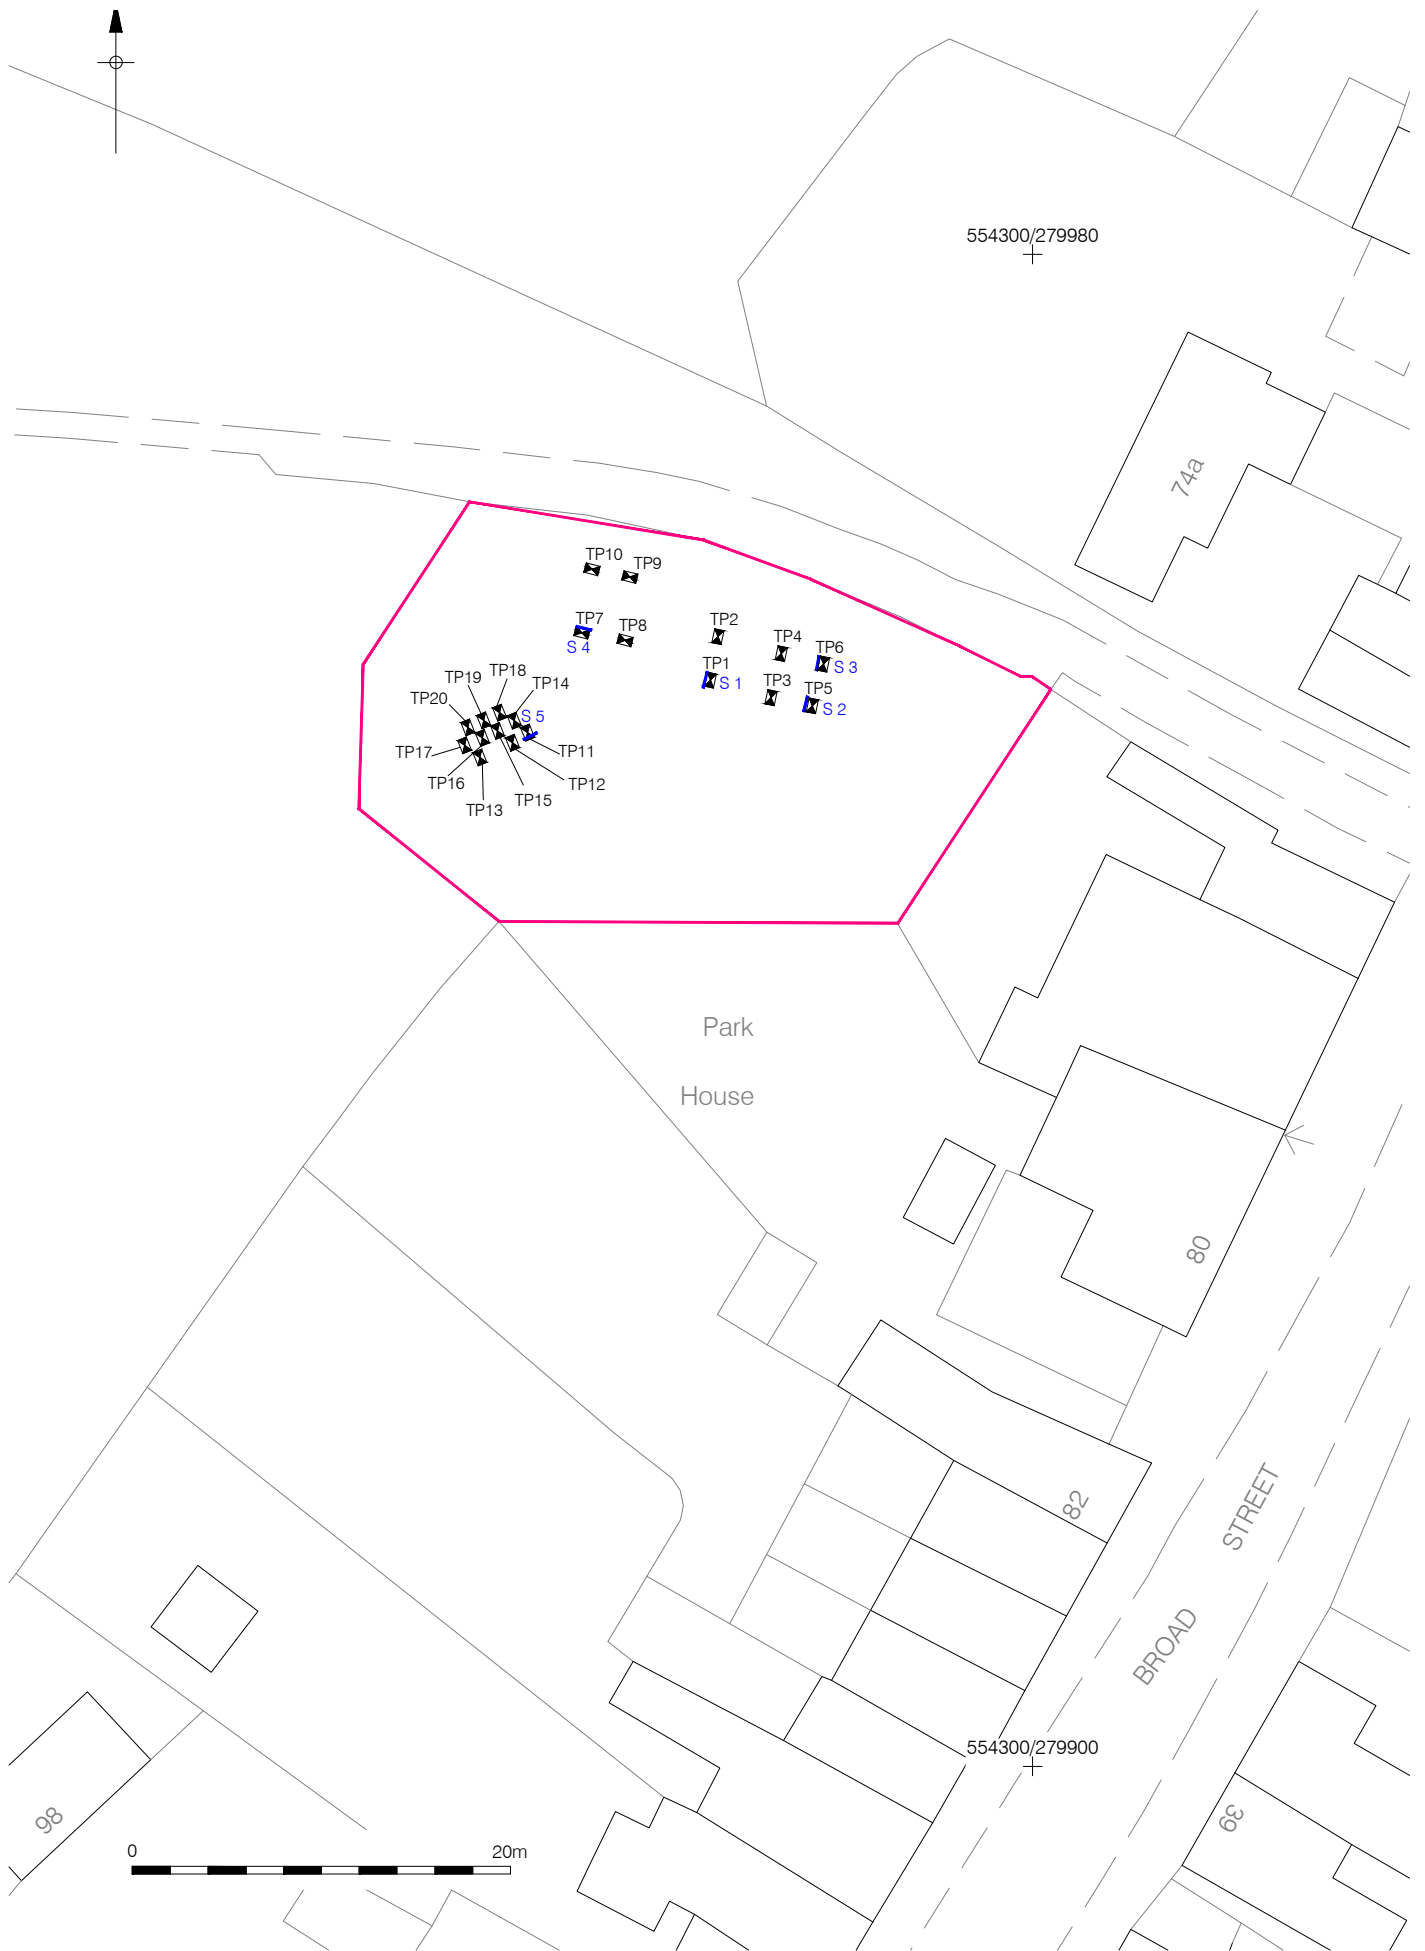 554300/279980
74a
TP10
TP9
TP7
TP8
S 4
TP2
TP4
TP6
S 3
TP1
S 1
TP3
TP5
S 2
TP18
TP19
TP14
TP20
S 5
TP17
TP11
TP16
TP12
TP15
TP13
Park
House
80
82
STREET
BROAD
554300/279900
98
39
0
20m